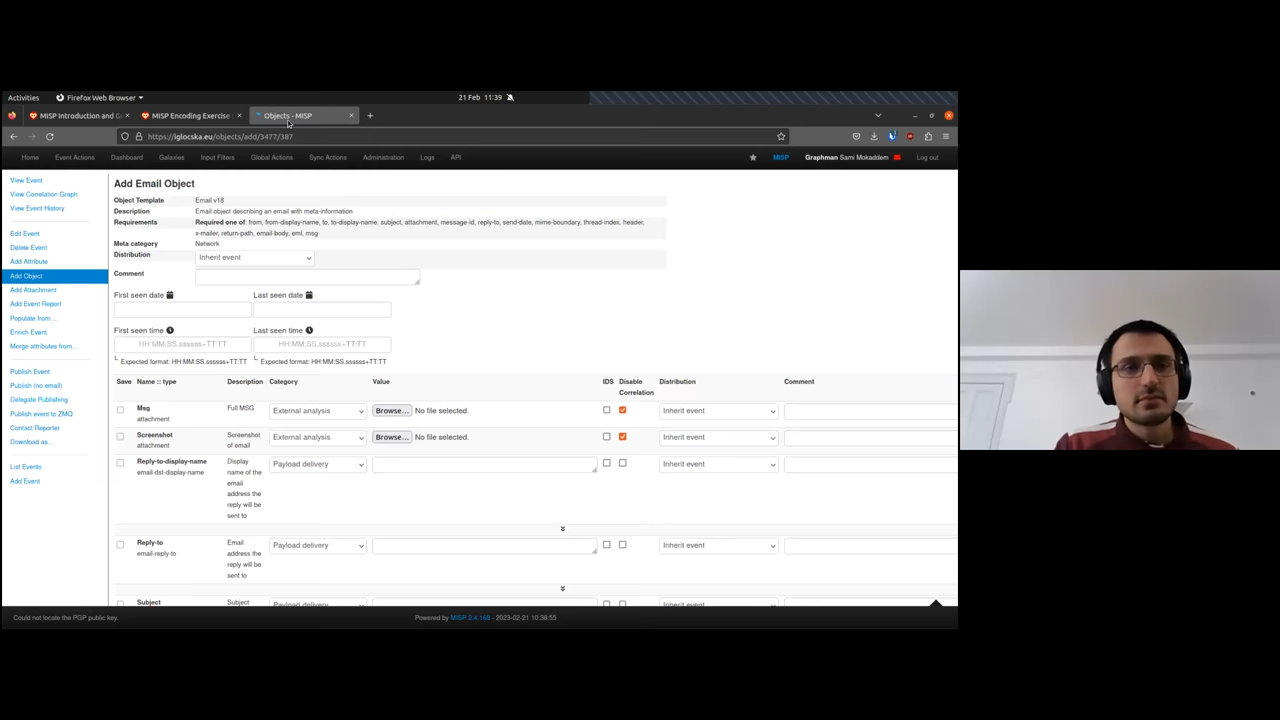 Activities Firefox Web Browser 21 Feb 11:39
MISP Introduction and G MISP Encoding Exercise Objects - MISP
https://iglocska.eu/objects/add/3477/387
Home Event Actions Dashboard Galaxies Input Filters Global Actions Sync Actions Administration Logs API MISP Graphman Sami Mokaddem Log out
View Event
View Correlation Graph
View Event History
Edit Event
Delete Event
Add Attribute
Add Object
Add Attachment
Add Event Report
Populate from...
Enrich Event
Merge attributes from...
Publish Event
Publish (no email)
Delegate Publishing
Publish event to ZMQ
Contact Reporter
Download as...
List Events
Add Event
Add Email Object
Object Template Email v18
Description Email object describing an email with meta-information
Requirements Required one of: from, from-display-name, to, to-display-name, subject, attachment, message-id, reply-to, send-date, mime-boundary, thread-index, header,
x-mailer, return-path, email-body, eml, msg
Meta category Network
Distribution Inherit event
Comment
First seen date Last seen date
First seen time Last seen time
HH:MM:SS.ssssss+TT:TT HH:MM:SS.ssssss+TT:TT
Expected format: HH:MM:SS.ssssss+TT:TT Expected format: HH:MM:SS.ssssss+TT:TT
Save Name :: type Description Category Value IDS Disable Distribution Comment
Correlation
Msg Full MSG External analysis Browse... No file selected. Inherit event
attachment
Screenshot Screenshot External analysis Browse... No file selected. Inherit event
attachment of email
Reply-to-display-name Display Payload delivery Inherit event
email-dst-display-name name of the
email
address the
reply will be
sent to
Reply-to Email Payload delivery Inherit event
email-reply-to address the
reply will be
sent to
Subject Subject Payload delivery Inherit event
Could not locate the PGP public key. Powered by MISP 2.4.168 - 2023-02-21 10:38:55